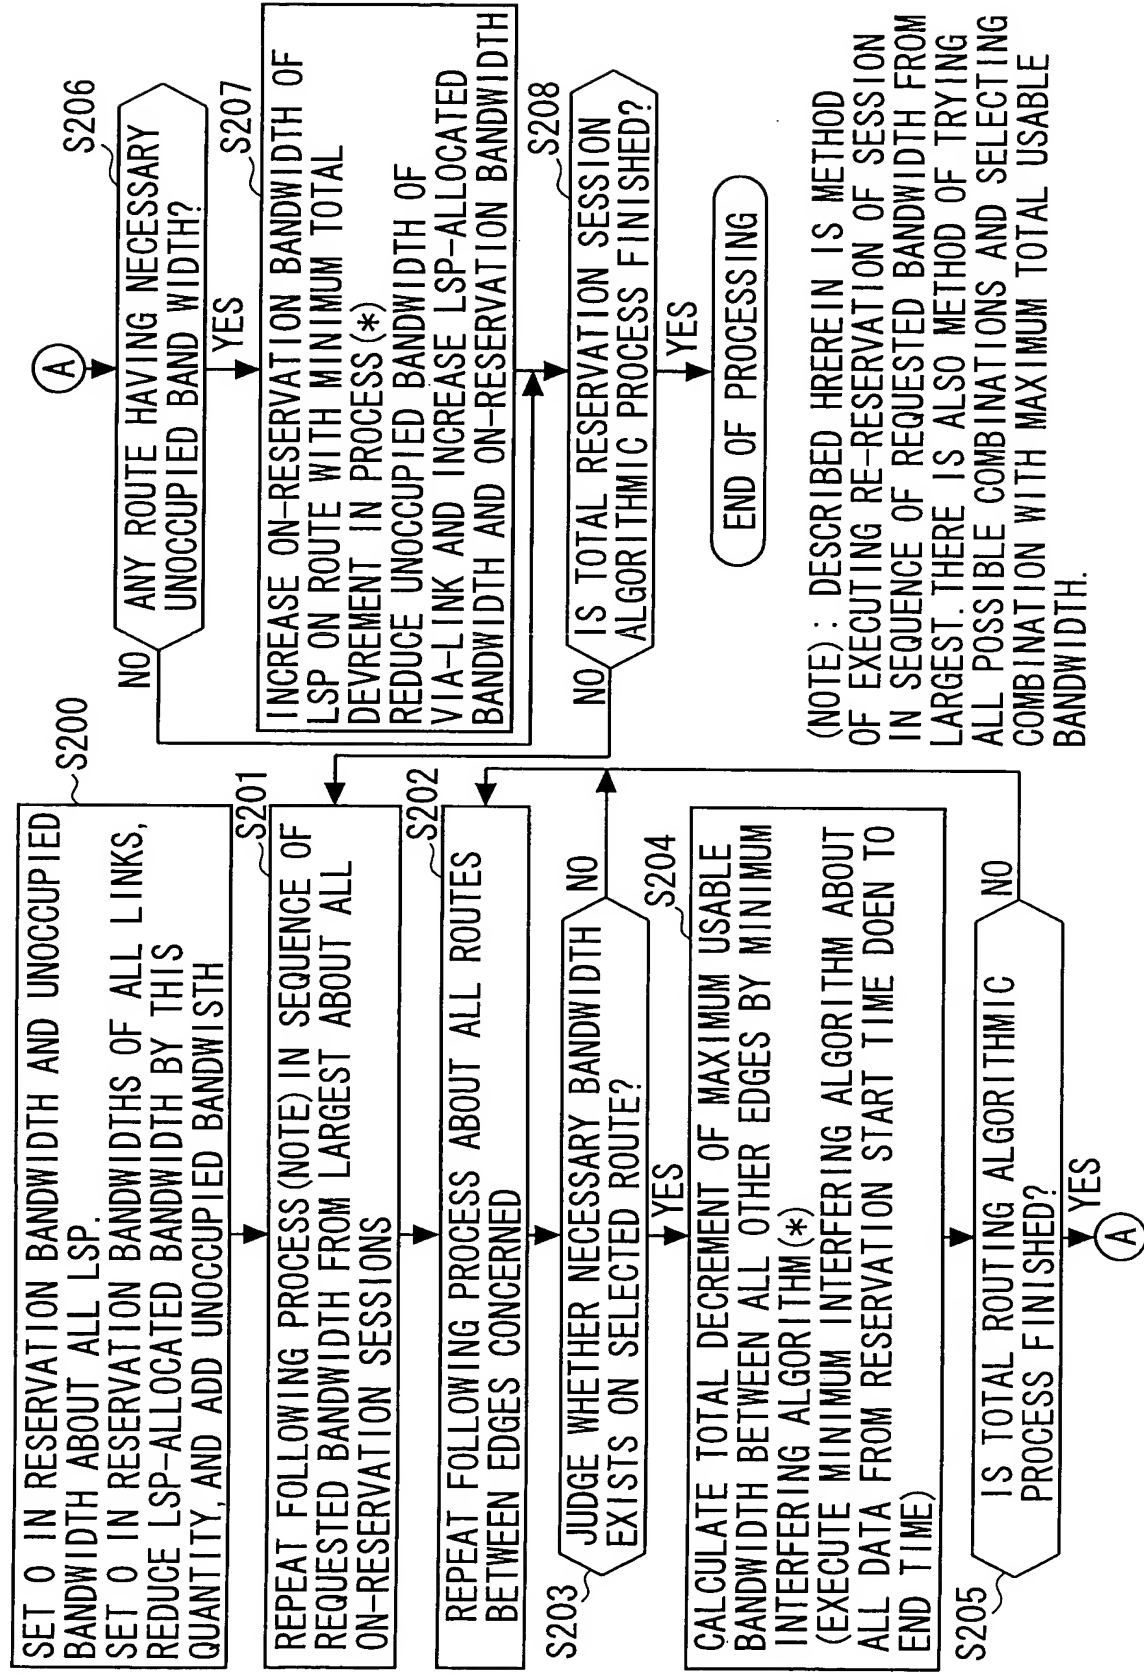 S200
SET 0 IN RESERVATION BANDWIDTH AND UNOCCUPIED
BANDWIDTH ABOUT ALL LSP.
SET 0 IN RESERVATION BANDWIDTHS OF ALL LINKS,
REDUCE LSP-ALLOCATED BANDWIDTH BY THIS
QUANTITY, AND ADD UNOCCUPIED BANDWISTH
S201
REPEAT FOLLOWING PROCESS(NOTE) IN SEQUENCE OF
REQUESTED BANDWIDTH FROM LARGEST ABOUT ALL
ON-RESERVATION SESSIONS
S202
REPEAT FOLLOWING PROCESS ABOUT ALL ROUTES
BETWEEN EDGES CONCERNED
S203
JUDGE WHETHER NECESSARY BANDWIDTH
EXISTS ON SELECTED ROUTE?
NO
YES
S204
CALCULATE TOTAL DECREMENT OF MAXIMUM USABLE
BANDWIDTH BETWEEN ALL OTHER EDGES BY MINIMUM
INTERFERING ALGORITHM(*)
(EXECUTE MINIMUM INTERFERING ALGORITHM ABOUT
ALL DATA FROM RESERVATION START TIME DOEN TO
END TIME)
S205
IS TOTAL ROUTING ALGORITHMIC
PROCESS FINISHED?
NO
YES
A
A
S206
ANY ROUTE HAVING NECESSARY
UNOCCUPIED BAND WIDTH?
NO
YES
S207
INCREASE ON-RESERVATION BANDWIDTH OF
LSP ON ROUTE WITH MINIMUM TOTAL
DEVREMENT IN PROCESS(*)
REDUCE UNOCCUPIED BANDWIDTH OF
VIA-LINK AND INCREASE LSP-ALLOCATED
BANDWIDTH AND ON-RESERVATION BANDWIDTH
S208
IS TOTAL RESERVATION SESSION
ALGORITHMIC PROCESS FINISHED?
NO
YES
END OF PROCESSING
(NOTE): DESCRIBED HREREIN IS METHOD
OF EXECUTING RE-RESERVATION OF SESSION
IN SEQUENCE OF REQUESTED BANDWIDTH FROM
LARGEST. THERE IS ALSO METHOD OF TRYING
ALL POSSIBLE COMBINATIONS AND SELECTING
COMBINATION WITH MAXIMUM TOTAL USABLE
BANDWIDTH.